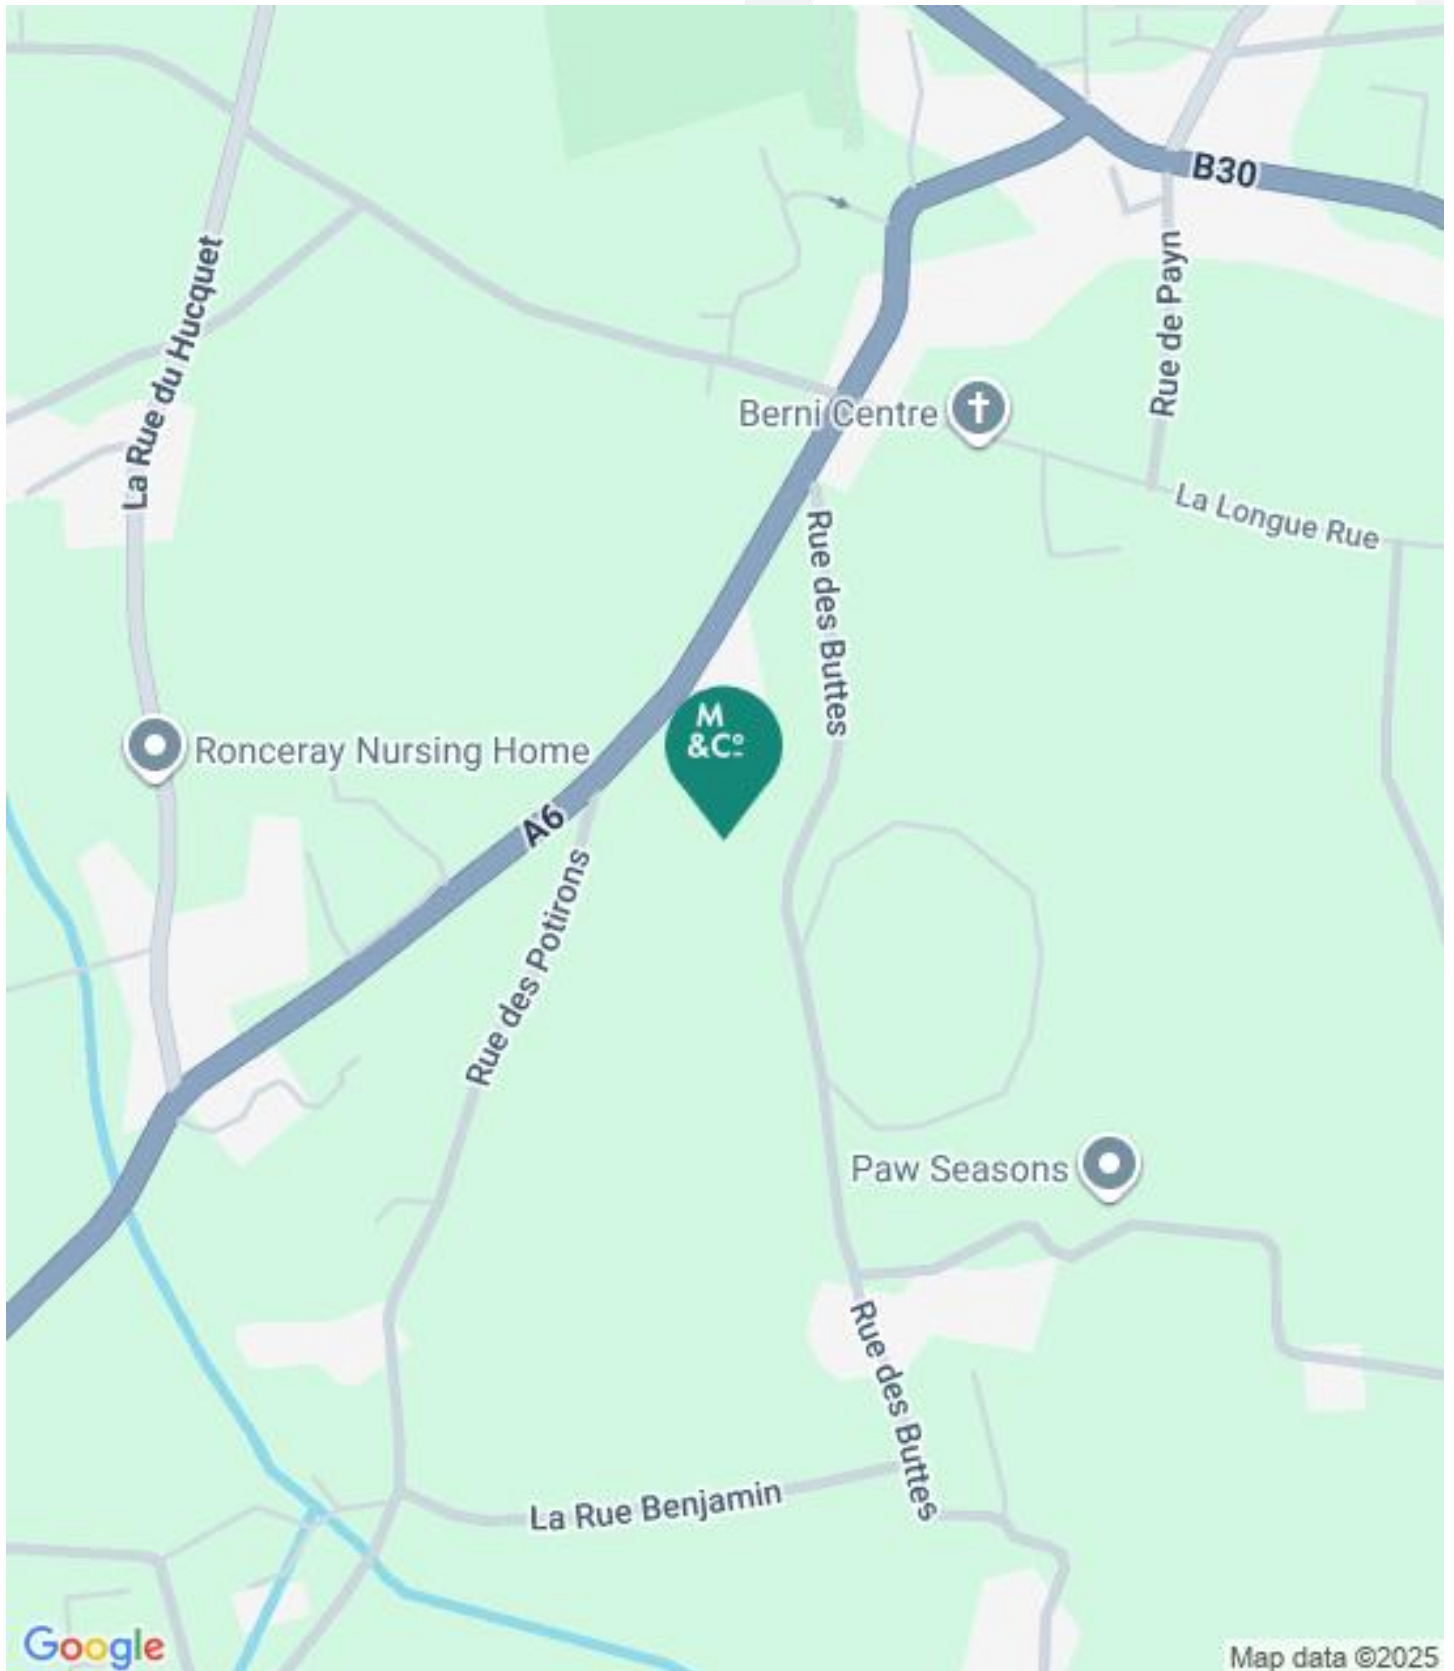 B30
La Rue du Hucquet
Rue de Payn
Berni Centre
La Longue Rue
Rue des Buttes
M
&Cº
Ronceray Nursing Home
A6
Rue des Potirons
Paw Seasons
Rue des Buttes
La Rue Benjamin
Google
Map data ©2025